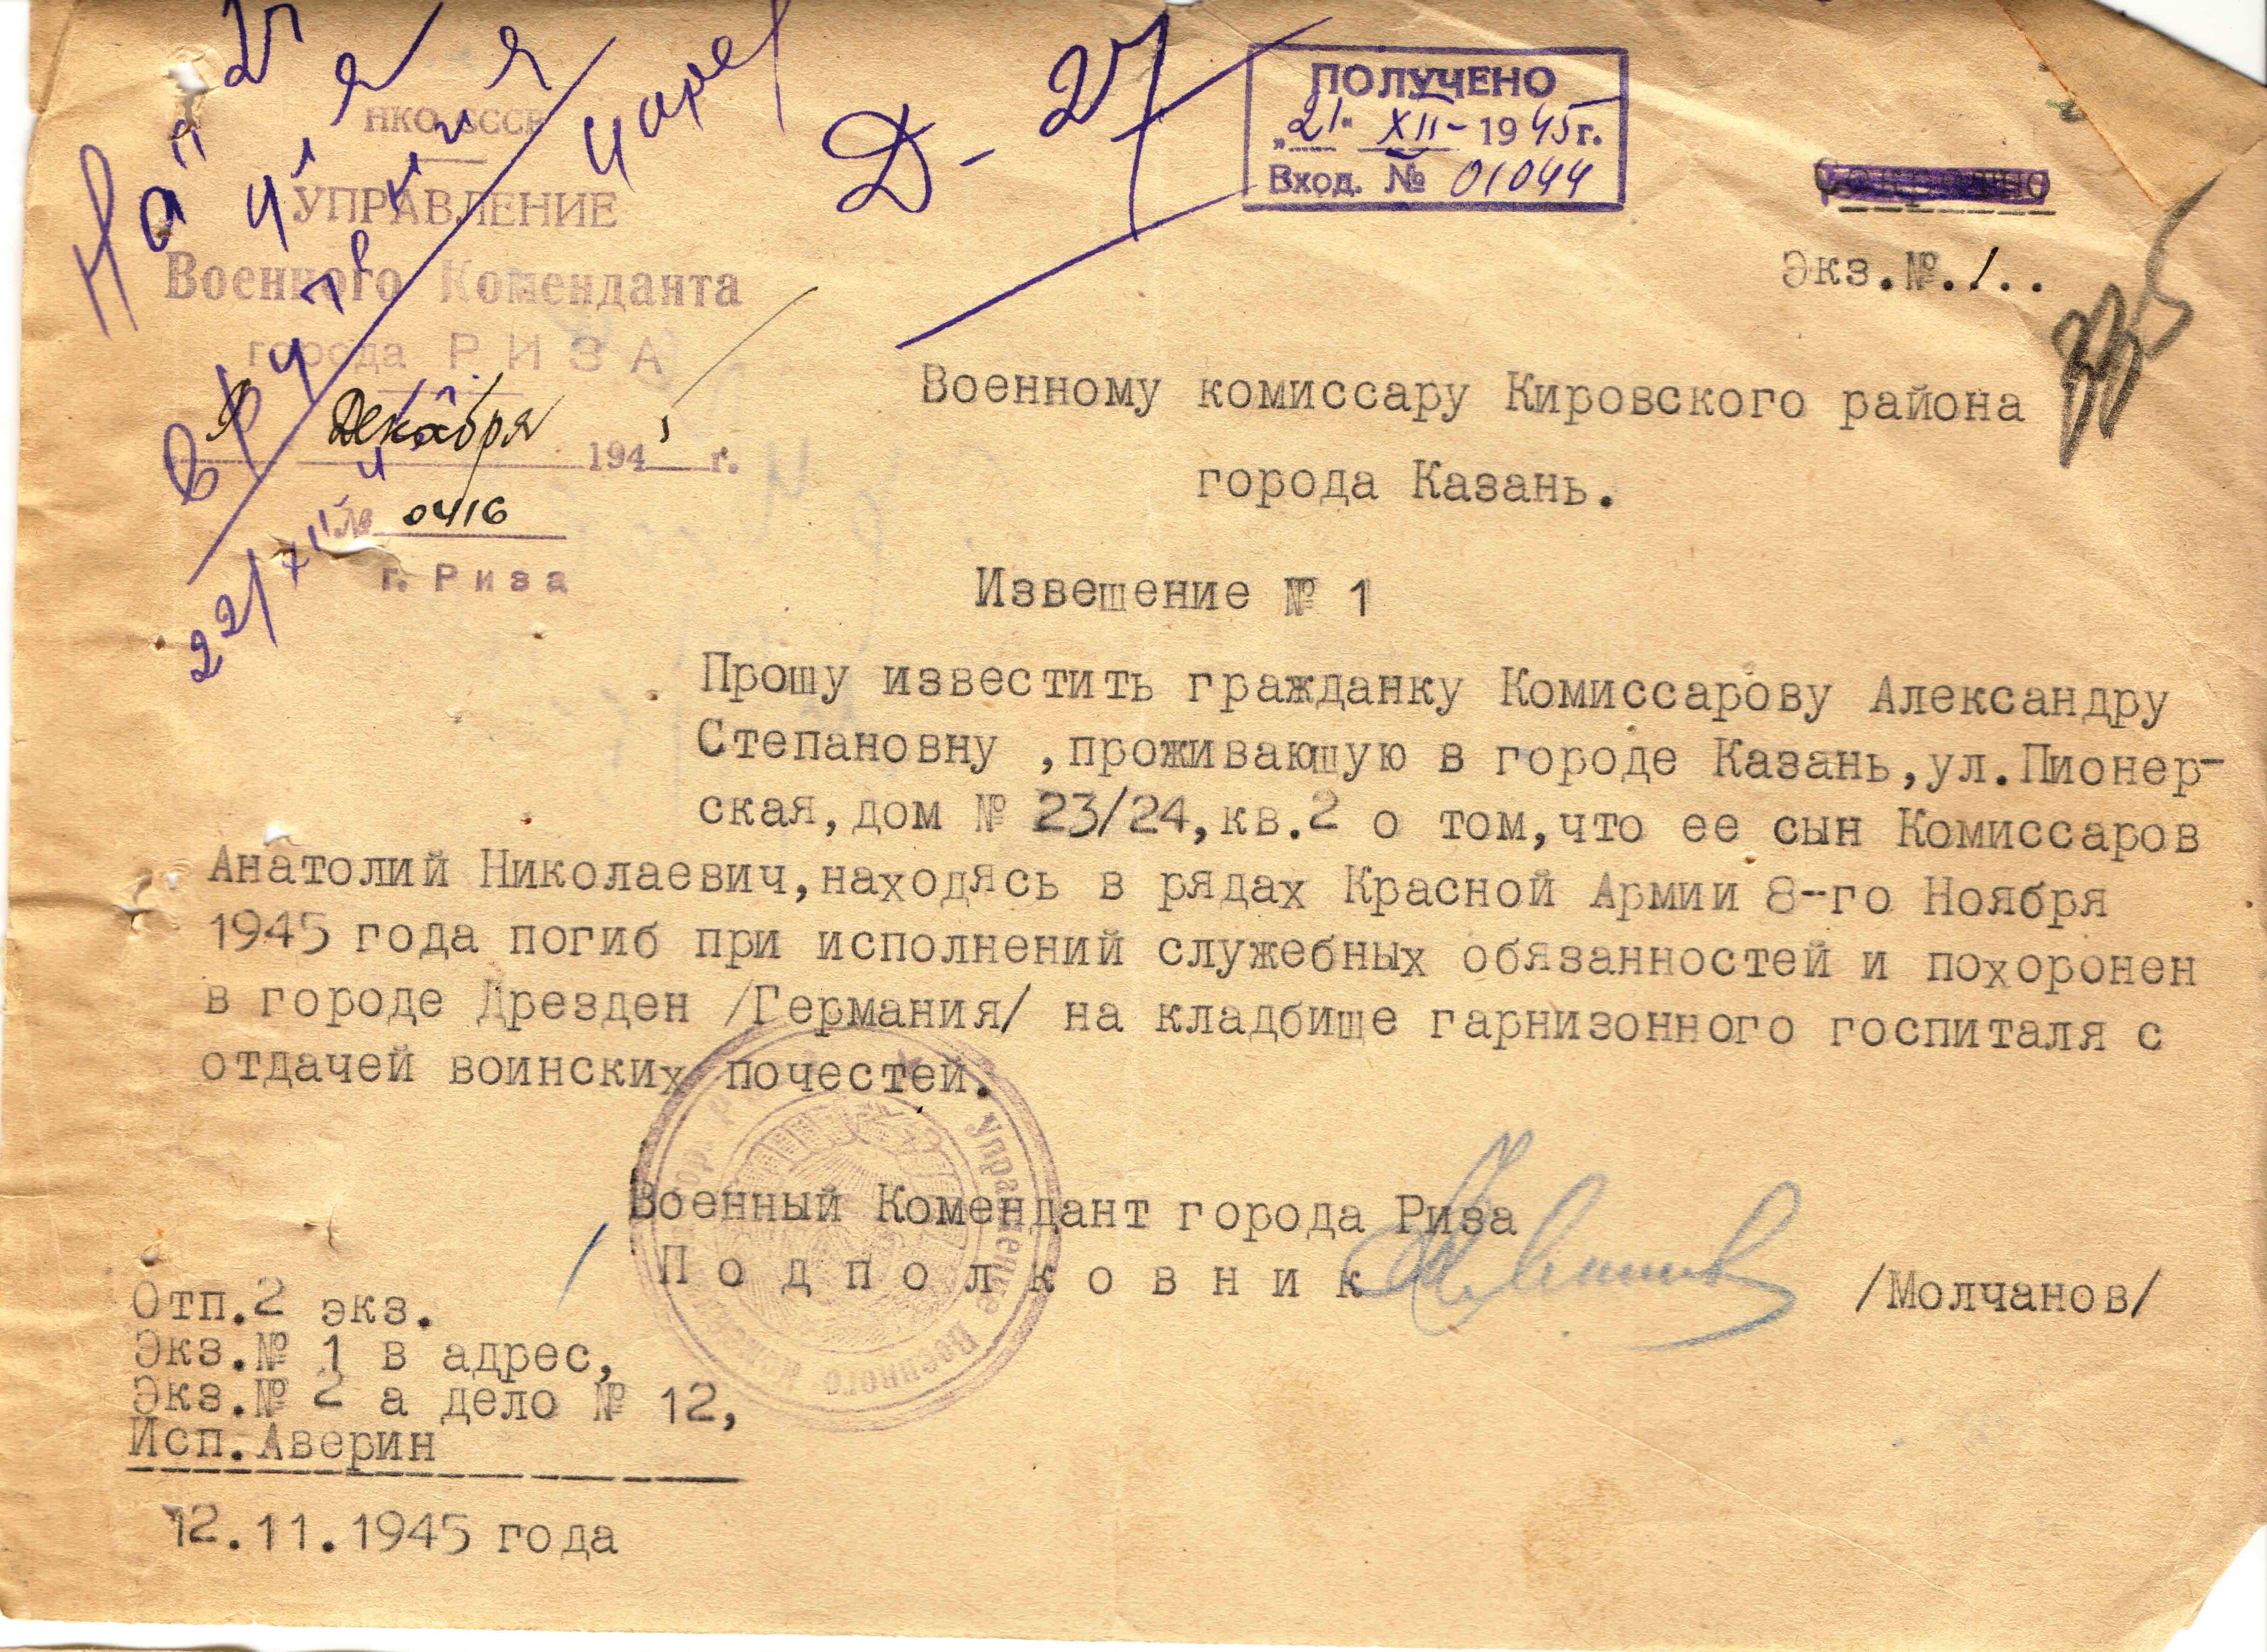 Д-27
ПОЛУЧЕНО
„21“ XII- 1945 г.
Вход. № 01044
НКО СССР
УПРАВЛЕНИЕ
Военного Коменданта
города РИЗА
Декабря 1945 г.
№ 0416
г. Риза
22/XII
Экз.№.1..
Военному комиссару Кировского района
города Казань.
Извешение № 1
Прошу известить гражданку Комиссарову Александру
Степановну ,проживающую в городе Казань,ул.Пионер-
ская,дом № 23/24,кв.2 о том,что ее сын Комиссаров
Анатолий Николаевич,находясь в рядах Красной Армии 8-го Ноября
1945 года погиб при исполнений служебных обязанностей и похоронен
в городе Дрезден /Германия/ на кладбище гарнизонного госпиталя с
отдачей воинских почестей.
Управление Военного
Военный Комендант города Риза
Подполковник /Молчанов/
Отп.2 экз.
Экз.№ 1 в адрес,
Экз.№ 2 а дело № 12,
Исп.Аверин
12.11.1945 года